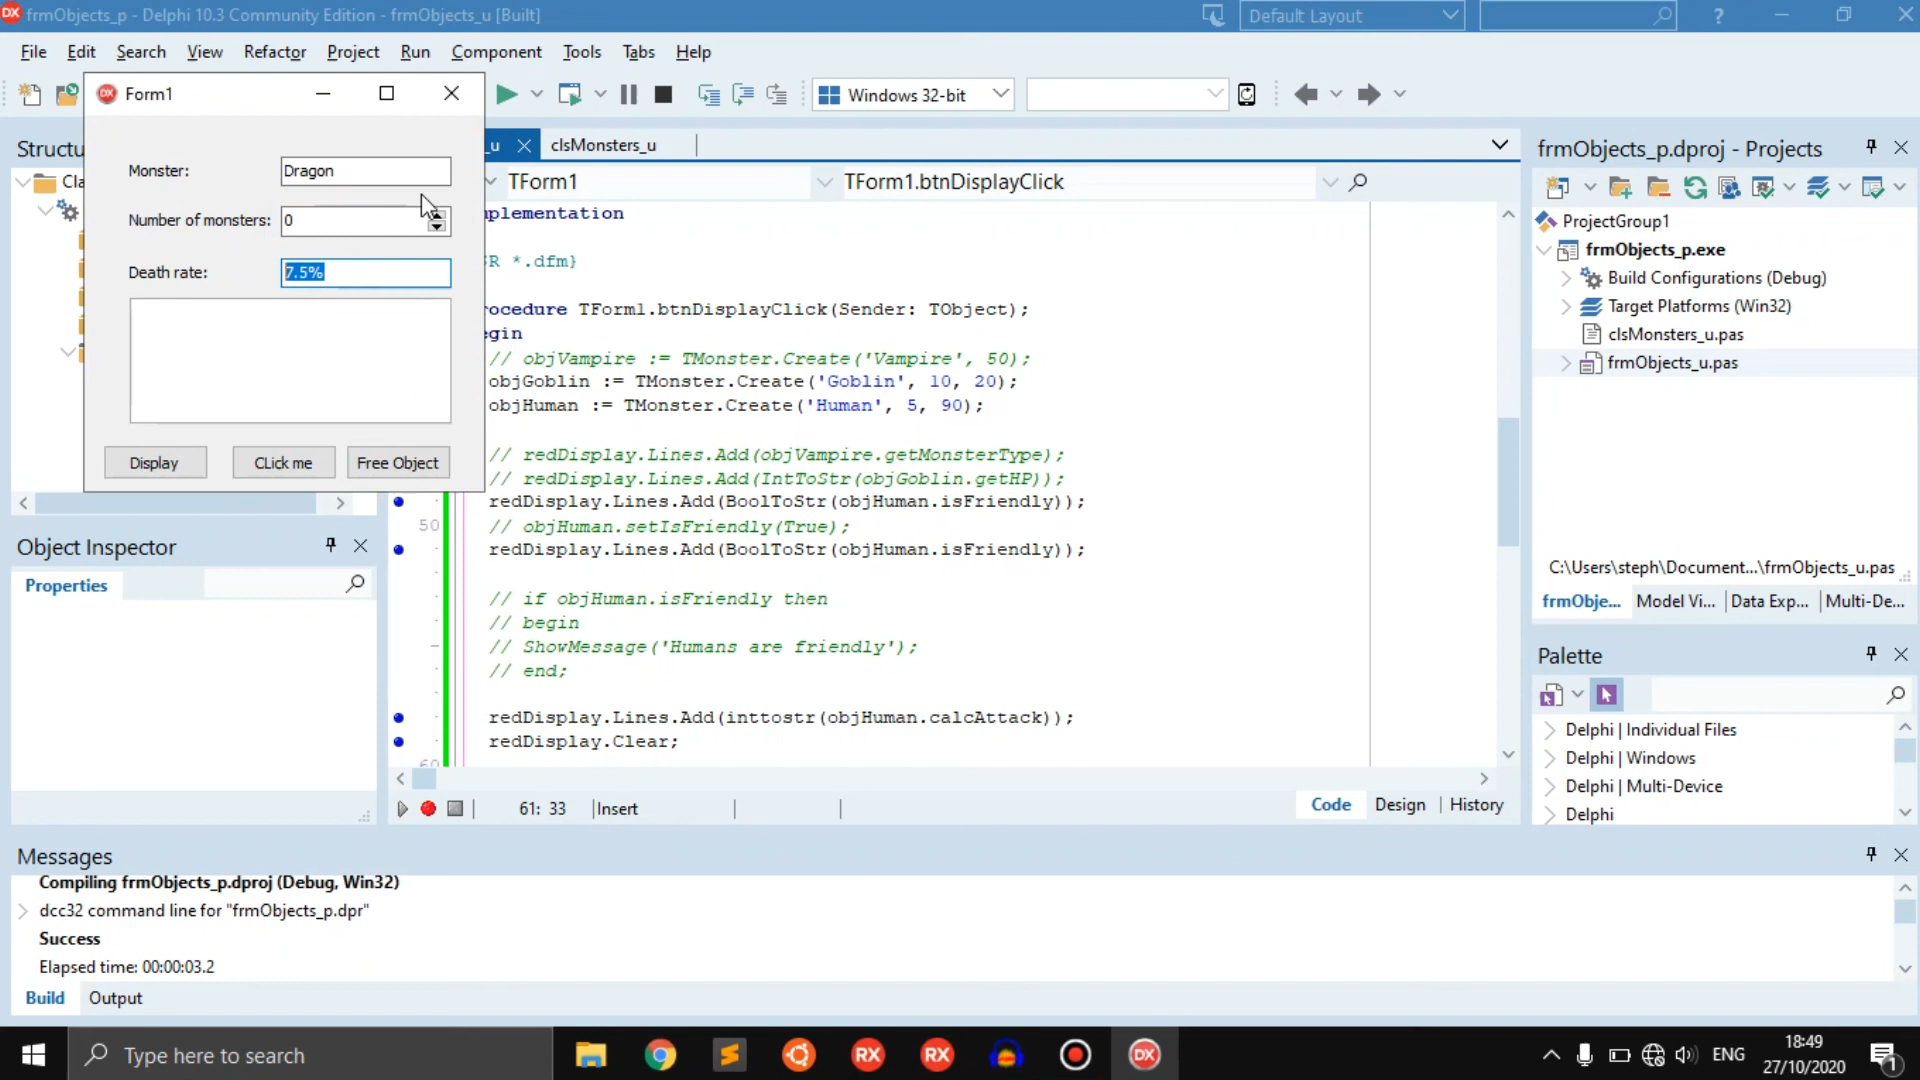 frmObjects_p - Delphi 10.3 Community Edition - frmObjects_u [Built]
Default Layout
File Edit Search View Refactor Project Run Component Tools Tabs Help
Form1
Windows 32-bit
Monster: Dragon
Number of monsters: 0
Death rate: 7.5%
Display CLick me Free Object
Structu
Cla
_u clsMonsters_u
TForm1 TForm1.btnDisplayClick
nplementation
R *.dfm}
rocedure TForm1.btnDisplayClick(Sender: TObject);
egin
// objVampire := TMonster.Create('Vampire', 50);
objGoblin := TMonster.Create('Goblin', 10, 20);
objHuman := TMonster.Create('Human', 5, 90);
// redDisplay.Lines.Add(objVampire.getMonsterType);
// redDisplay.Lines.Add(IntToStr(objGoblin.getHP));
redDisplay.Lines.Add(BoolToStr(objHuman.isFriendly));
50 // objHuman.setIsFriendly(True);
redDisplay.Lines.Add(BoolToStr(objHuman.isFriendly));
// if objHuman.isFriendly then
// begin
// ShowMessage('Humans are friendly');
// end;
redDisplay.Lines.Add(inttostr(objHuman.calcAttack));
redDisplay.Clear;
60
61: 33 Insert
Code Design History
Object Inspector
Properties
frmObjects_p.dproj - Projects
ProjectGroup1
frmObjects_p.exe
Build Configurations (Debug)
Target Platforms (Win32)
clsMonsters_u.pas
frmObjects_u.pas
C:\Users\steph\Document...\frmObjects_u.pas
frmObje... Model Vi... Data Exp... Multi-De...
Palette
Delphi | Individual Files
Delphi | Windows
Delphi | Multi-Device
Delphi
Messages
Compiling frmObjects_p.dproj (Debug, Win32)
dcc32 command line for "frmObjects_p.dpr"
Success
Elapsed time: 00:00:03.2
Build Output
Type here to search
RX RX DX
ENG
18:49
27/10/2020
1